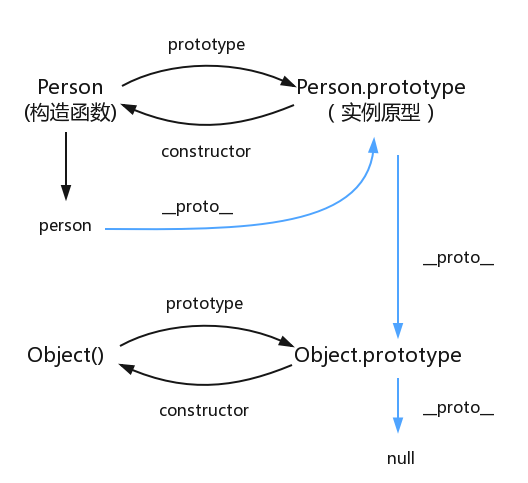 prototype
Person
Person.prototype
(构造函数)
( 实例原型 )
constructor
__proto__
person
__proto__
prototype
Object()
Object.prototype
constructor
__proto__
null